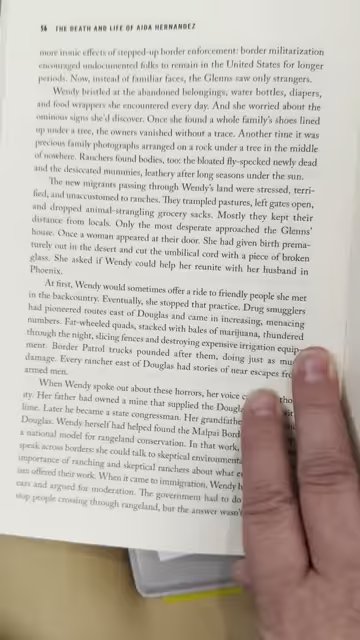 56 THE DEATH AND LIFE OF AIDA HERNANDEZ
more ironic effects of stepped-up border enforcement: border militarization
encouraged undocumented folks to remain in the United States for longer
periods. Now, instead of familiar faces, the Glenns saw only strangers.
Wendy bristled at the abandoned belongings, water bottles, diapers,
and food wrappers she encountered every day. And she worried about the
ominous signs she'd discover. Once she found a whole family's shoes lined
up under a tree, the owners vanished without a trace. Another time it was
precious family photographs arranged on a rock under a tree in the middle
of nowhere. Ranchers found bodies, too: the bloated fly-specked newly dead
and the desiccated mummies, leathery after long seasons under the sun.
The new migrants passing through Wendy's land were stressed, terri-
fied, and unaccustomed to ranches. They trampled pastures, left gates open,
and dropped animal-strangling grocery sacks. Mostly they kept their
distance from locals. Only the most desperate approached the Glenns'
house. Once a woman appeared at their door. She had given birth prema-
turely out in the desert and cut the umbilical cord with a piece of broken
glass. She asked if Wendy could help her reunite with her husband in
Phoenix.
At first, Wendy would sometimes offer a ride to friendly people she met
in the backcountry. Eventually, she stopped that practice. Drug smugglers
had pioneered routes east of Douglas and came in increasing, menacing
numbers. Fat-wheeled quads, stacked with bales of marijuana, thundered
through the night, slicing fences and destroying expensive irrigation equip-
ment. Border Patrol trucks pounded after them, doing just as much
damage. Every rancher east of Douglas had stories of near escapes from
armed men.
When Wendy spoke out about these horrors, her voice
ity. Her father had owned a mine that supplied the
lime. Later he became a state congressman. Her
Douglas. Wendy herself had helped found the Malpai
a national model for rangeland conservation. In that work,
speak across borders: she could talk to skeptical
importance of ranching and skeptical ranchers about what
ists offered their work. When it came to immigration, Wendy
ears and argued for moderation. The government had to do
stop people crossing through rangeland, but the answer wasn't